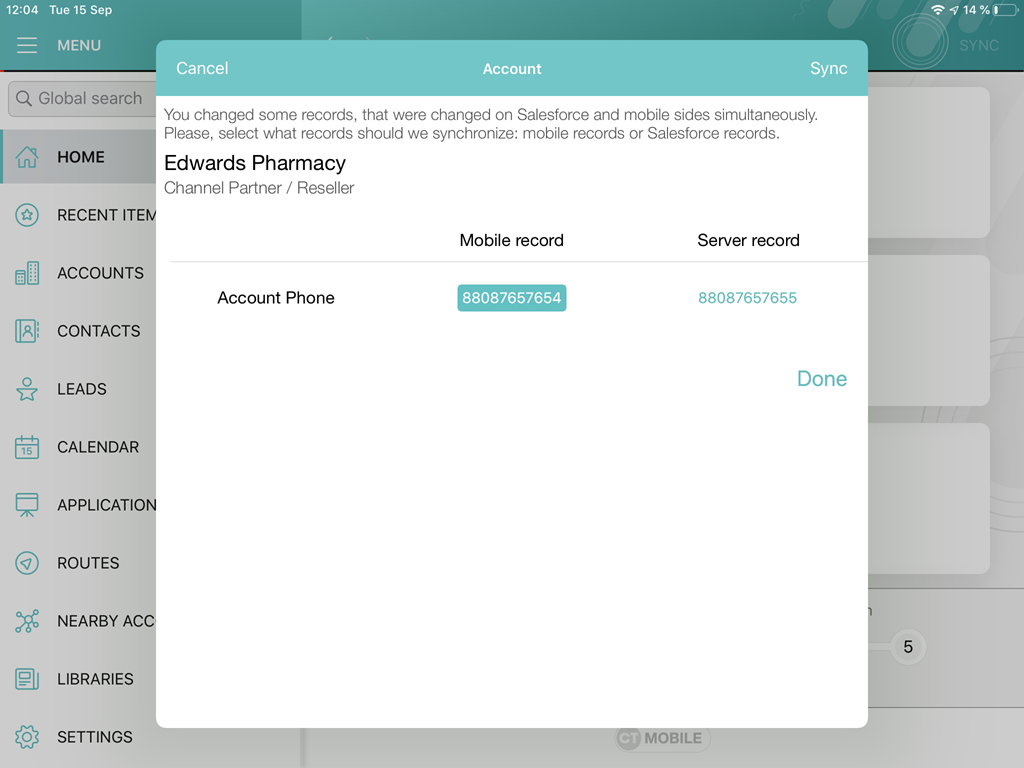 12:04 Tue 15 Sep
14 %
MENU
SYNC
Cancel
Account
Sync
Global search
You changed some records, that were changed on Salesforce and mobile sides simultaneously.
Please, select what records should we synchronize: mobile records or Salesforce records.
HOME
Edwards Pharmacy
Channel Partner / Reseller
RECENT ITEM
Mobile record
Server record
ACCOUNTS
Account Phone
88087657654
88087657655
CONTACTS
Done
LEADS
15
CALENDAR
APPLICATION
ROUTES
NEARBY ACCO
5
LIBRARIES
SETTINGS
CT MOBILE